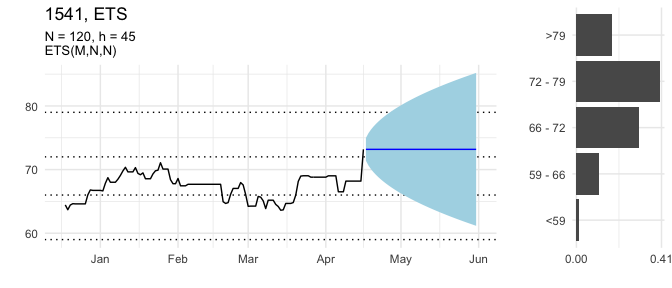 1541, ETS
N = 120, h = 45
ETS(M,N,N)
80
70
60
Jan Feb Mar Apr May Jun
>79
72 - 79
66 - 72
59 - 66
<59
0.00 0.41